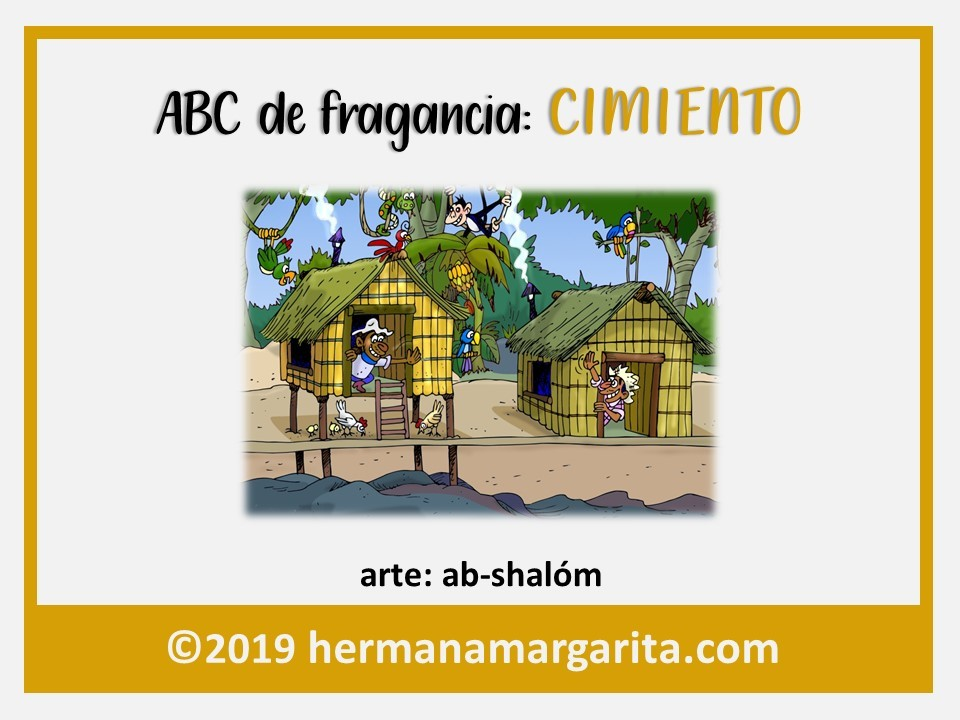 ABC de fragancia: CIMIENTO
arte: ab-shalóm
©2019 hermanamargarita.com